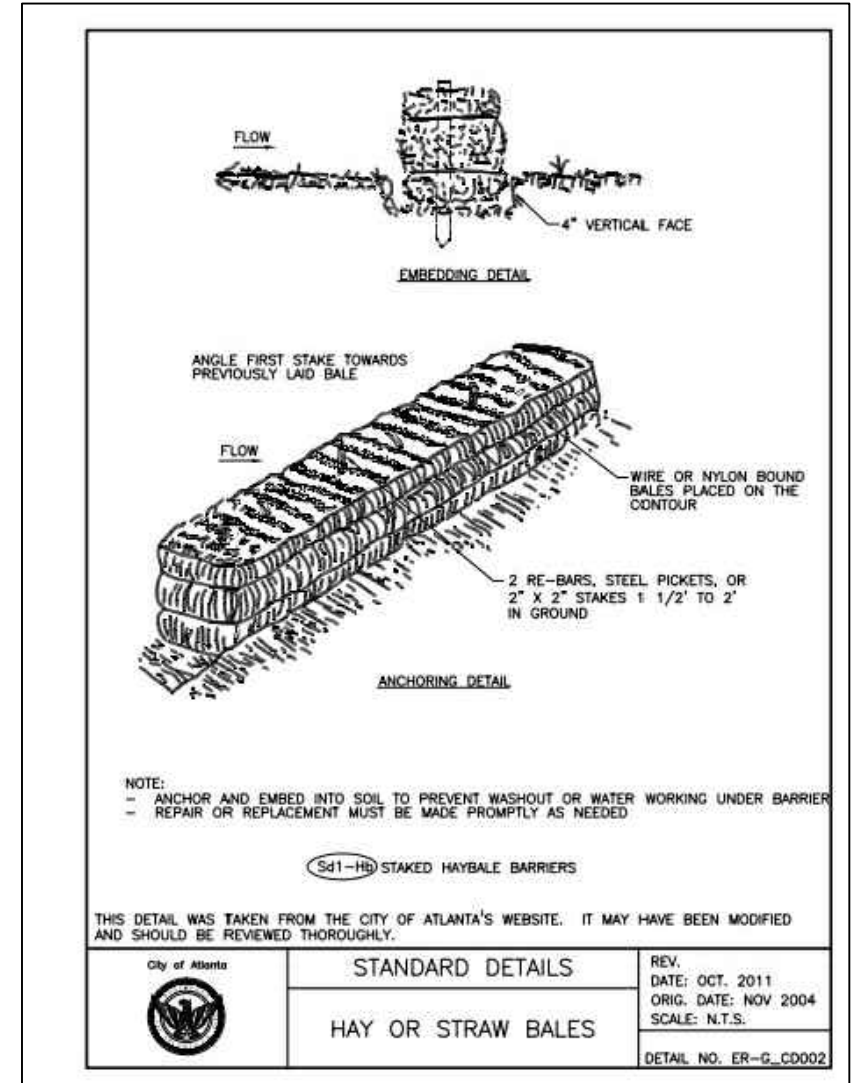 FLOW
4" VERTICAL FACE
EMBEDDING DETAIL
ANGLE FIRST STAKE TOWARDS
PREVIOUSLY LAID BALE
FLOW
WIRE OR NYLON BOUND
BALES PLACED ON THE
CONTOUR
2 RE-BARS, STEEL PICKETS, OR
2" X 2" STAKES 1 1/2' TO 2'
IN GROUND
ANCHORING DETAIL
NOTE:
- ANCHOR AND EMBED INTO SOIL TO PREVENT WASHOUT OR WATER WORKING UNDER BARRIER
- REPAIR OR REPLACEMENT MUST BE MADE PROMPTLY AS NEEDED
Sd1-Hb STAKED HAYBALE BARRIERS
THIS DETAIL WAS TAKEN FROM THE CITY OF ATLANTA'S WEBSITE. IT MAY HAVE BEEN MODIFIED
AND SHOULD BE REVIEWED THOROUGHLY.
City of Atlanta
STANDARD DETAILS
HAY OR STRAW BALES
REV.
DATE: OCT. 2011
ORIG. DATE: NOV 2004
SCALE: N.T.S.
DETAIL NO. ER-G_CD002